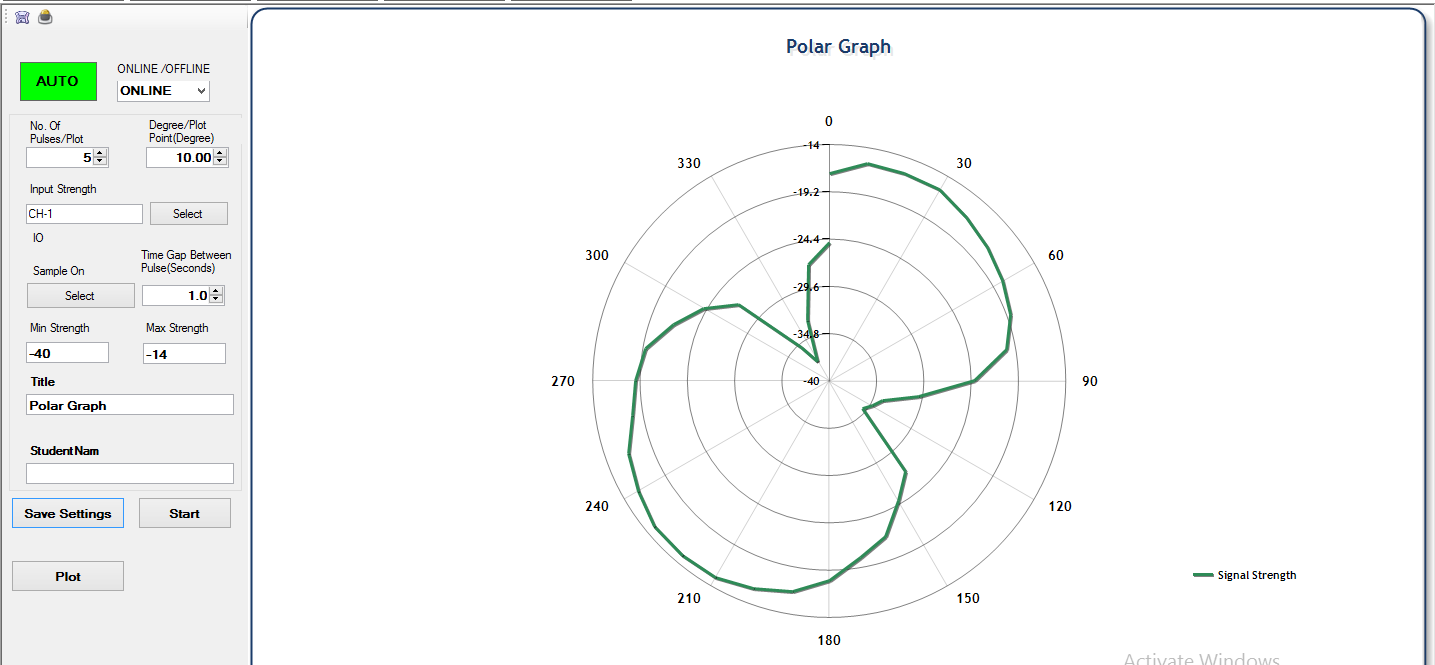 AUTO
ONLINE /OFFLINE
ONLINE
No. Of
Pulses/Plot
5
Degree/Plot
Point(Degree)
10.00
Input Strength
CH-1
Select
IO
Sample On
Select
Time Gap Between
Pulse(Seconds)
1.0
Min Strength
-40
Max Strength
-14
Title
Polar Graph
StudentNam
Save Settings
Start
Plot
Polar Graph
0
30
60
90
120
150
180
210
240
270
300
330
-14
-19.2
-24.4
-29.6
-34.8
-40
Signal Strength
Activate Windows